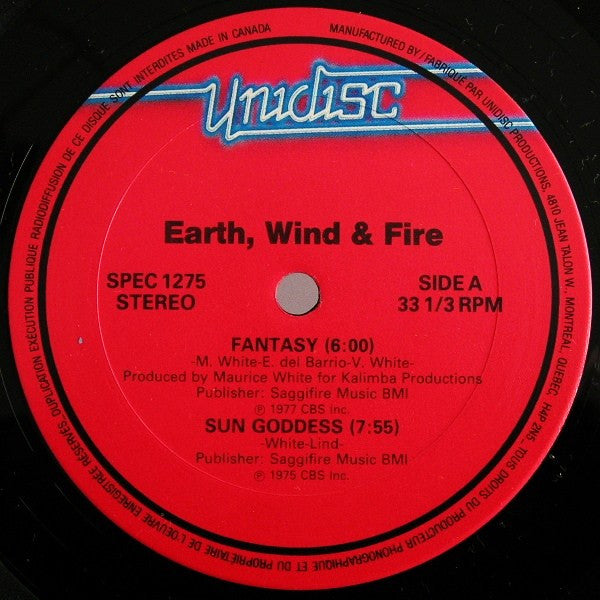 Unidisc
Earth, Wind & Fire
SPEC 1275
STEREO
SIDE A
33 1/3 RPM
FANTASY (6:00)
-M. White-E. del Barrio-V. White-
Produced by Maurice White for Kalimba Productions
Publisher: Saggifire Music BMI
℗ 1977 CBS Inc.
SUN GODDESS (7:55)
-White-Lind-
Publisher: Saggifire Music BMI
℗ 1975 CBS Inc.
MANUFACTURED BY/FABRIQUÉ PAR UNIDISC PRODUCTIONS, 4810 JEAN TALON W., MONTREAL, QUEBEC, H4P 2N5. TOUS DROITS DU PRODUCTEUR PHONOGRAPHIQUE ET DU PROPRIÉTAIRE DE L'OEUVRE ENREGISTRÉE RÉSERVÉS. DUPLICATION EXECUTION PUBLIQUE RADIODIFFUSION DE CE DISQUE SONT INTERDITES MADE IN CANADA